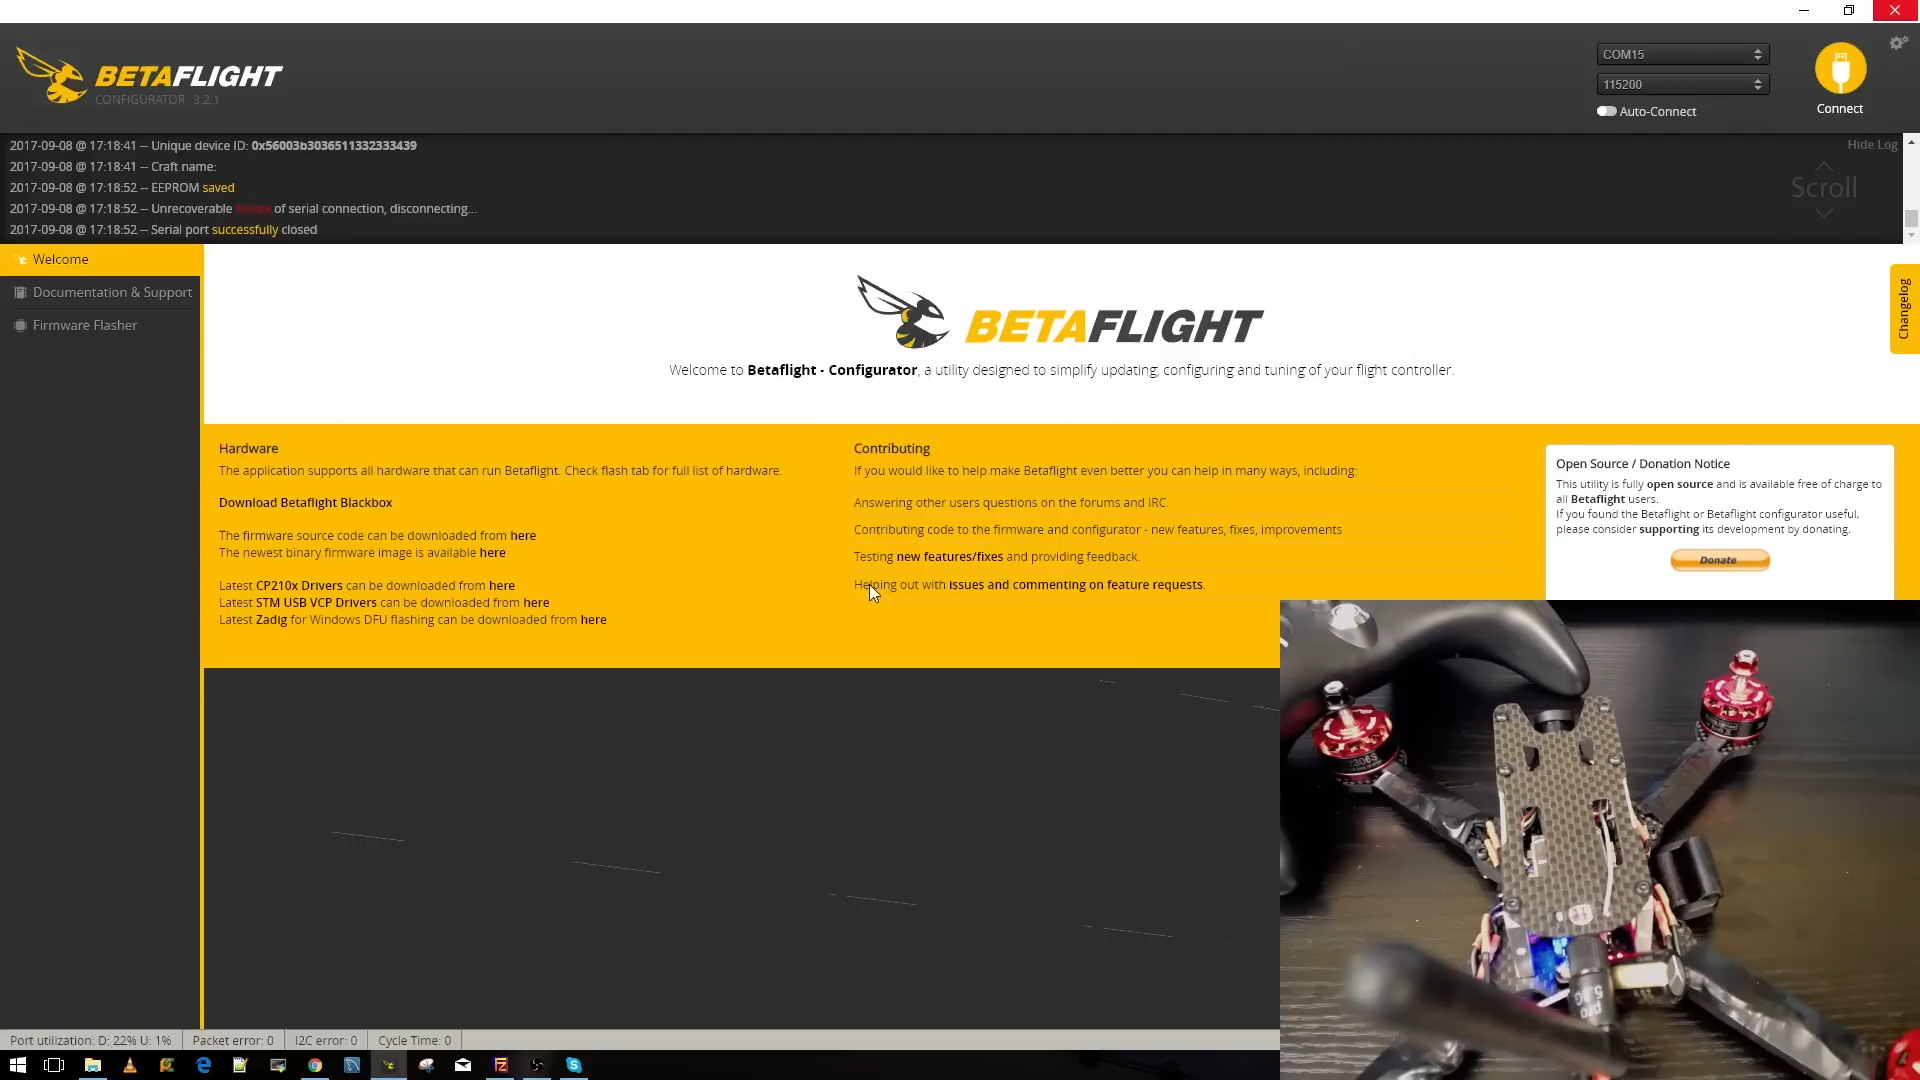 BETAFLIGHT
CONFIGURATOR 3.2.1
COM15
115200
Auto-Connect
Connect
2017-09-08 @ 17:18:41 -- Unique device ID: 0x56003b3036511332333439
2017-09-08 @ 17:18:41 -- Craft name:
2017-09-08 @ 17:18:52 -- EEPROM saved
2017-09-08 @ 17:18:52 -- Unrecoverable failure of serial connection, disconnecting...
2017-09-08 @ 17:18:52 -- Serial port successfully closed
Hide Log
Scroll
Welcome
Documentation & Support
Firmware Flasher
BETAFLIGHT
Welcome to Betaflight - Configurator, a utility designed to simplify updating, configuring and tuning of your flight controller.
Changelog
Hardware
The application supports all hardware that can run Betaflight. Check flash tab for full list of hardware.
Download Betaflight Blackbox
The firmware source code can be downloaded from here
The newest binary firmware image is available here
Latest CP210x Drivers can be downloaded from here
Latest STM USB VCP Drivers can be downloaded from here
Latest Zadig for Windows DFU flashing can be downloaded from here
Contributing
If you would like to help make Betaflight even better you can help in many ways, including:
Answering other users questions on the forums and IRC.
Contributing code to the firmware and configurator - new features, fixes, improvements
Testing new features/fixes and providing feedback.
Helping out with issues and commenting on feature requests.
Open Source / Donation Notice
This utility is fully open source and is available free of charge to
all Betaflight users.
If you found the Betaflight or Betaflight configurator useful,
please consider supporting its development by donating.
Donate
2306S
pro
5.8G
Port utilization: D: 22% U: 1%
Packet error: 0
I2C error: 0
Cycle Time: 0